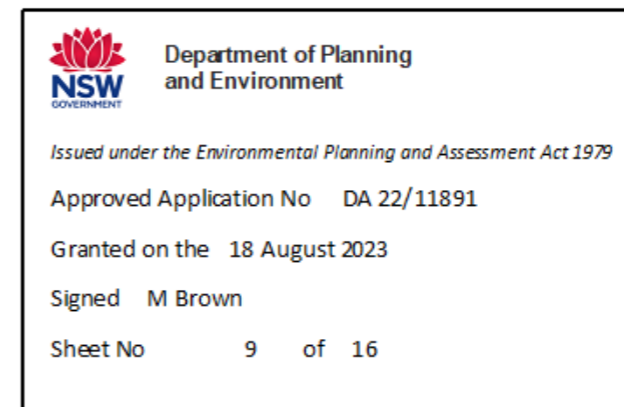 Department of Planning
and Environment
NSW
GOVERNMENT
Issued under the Environmental Planning and Assessment Act 1979
Approved Application No DA 22/11891
Granted on the 18 August 2023
Signed M Brown
Sheet No 9 of 16